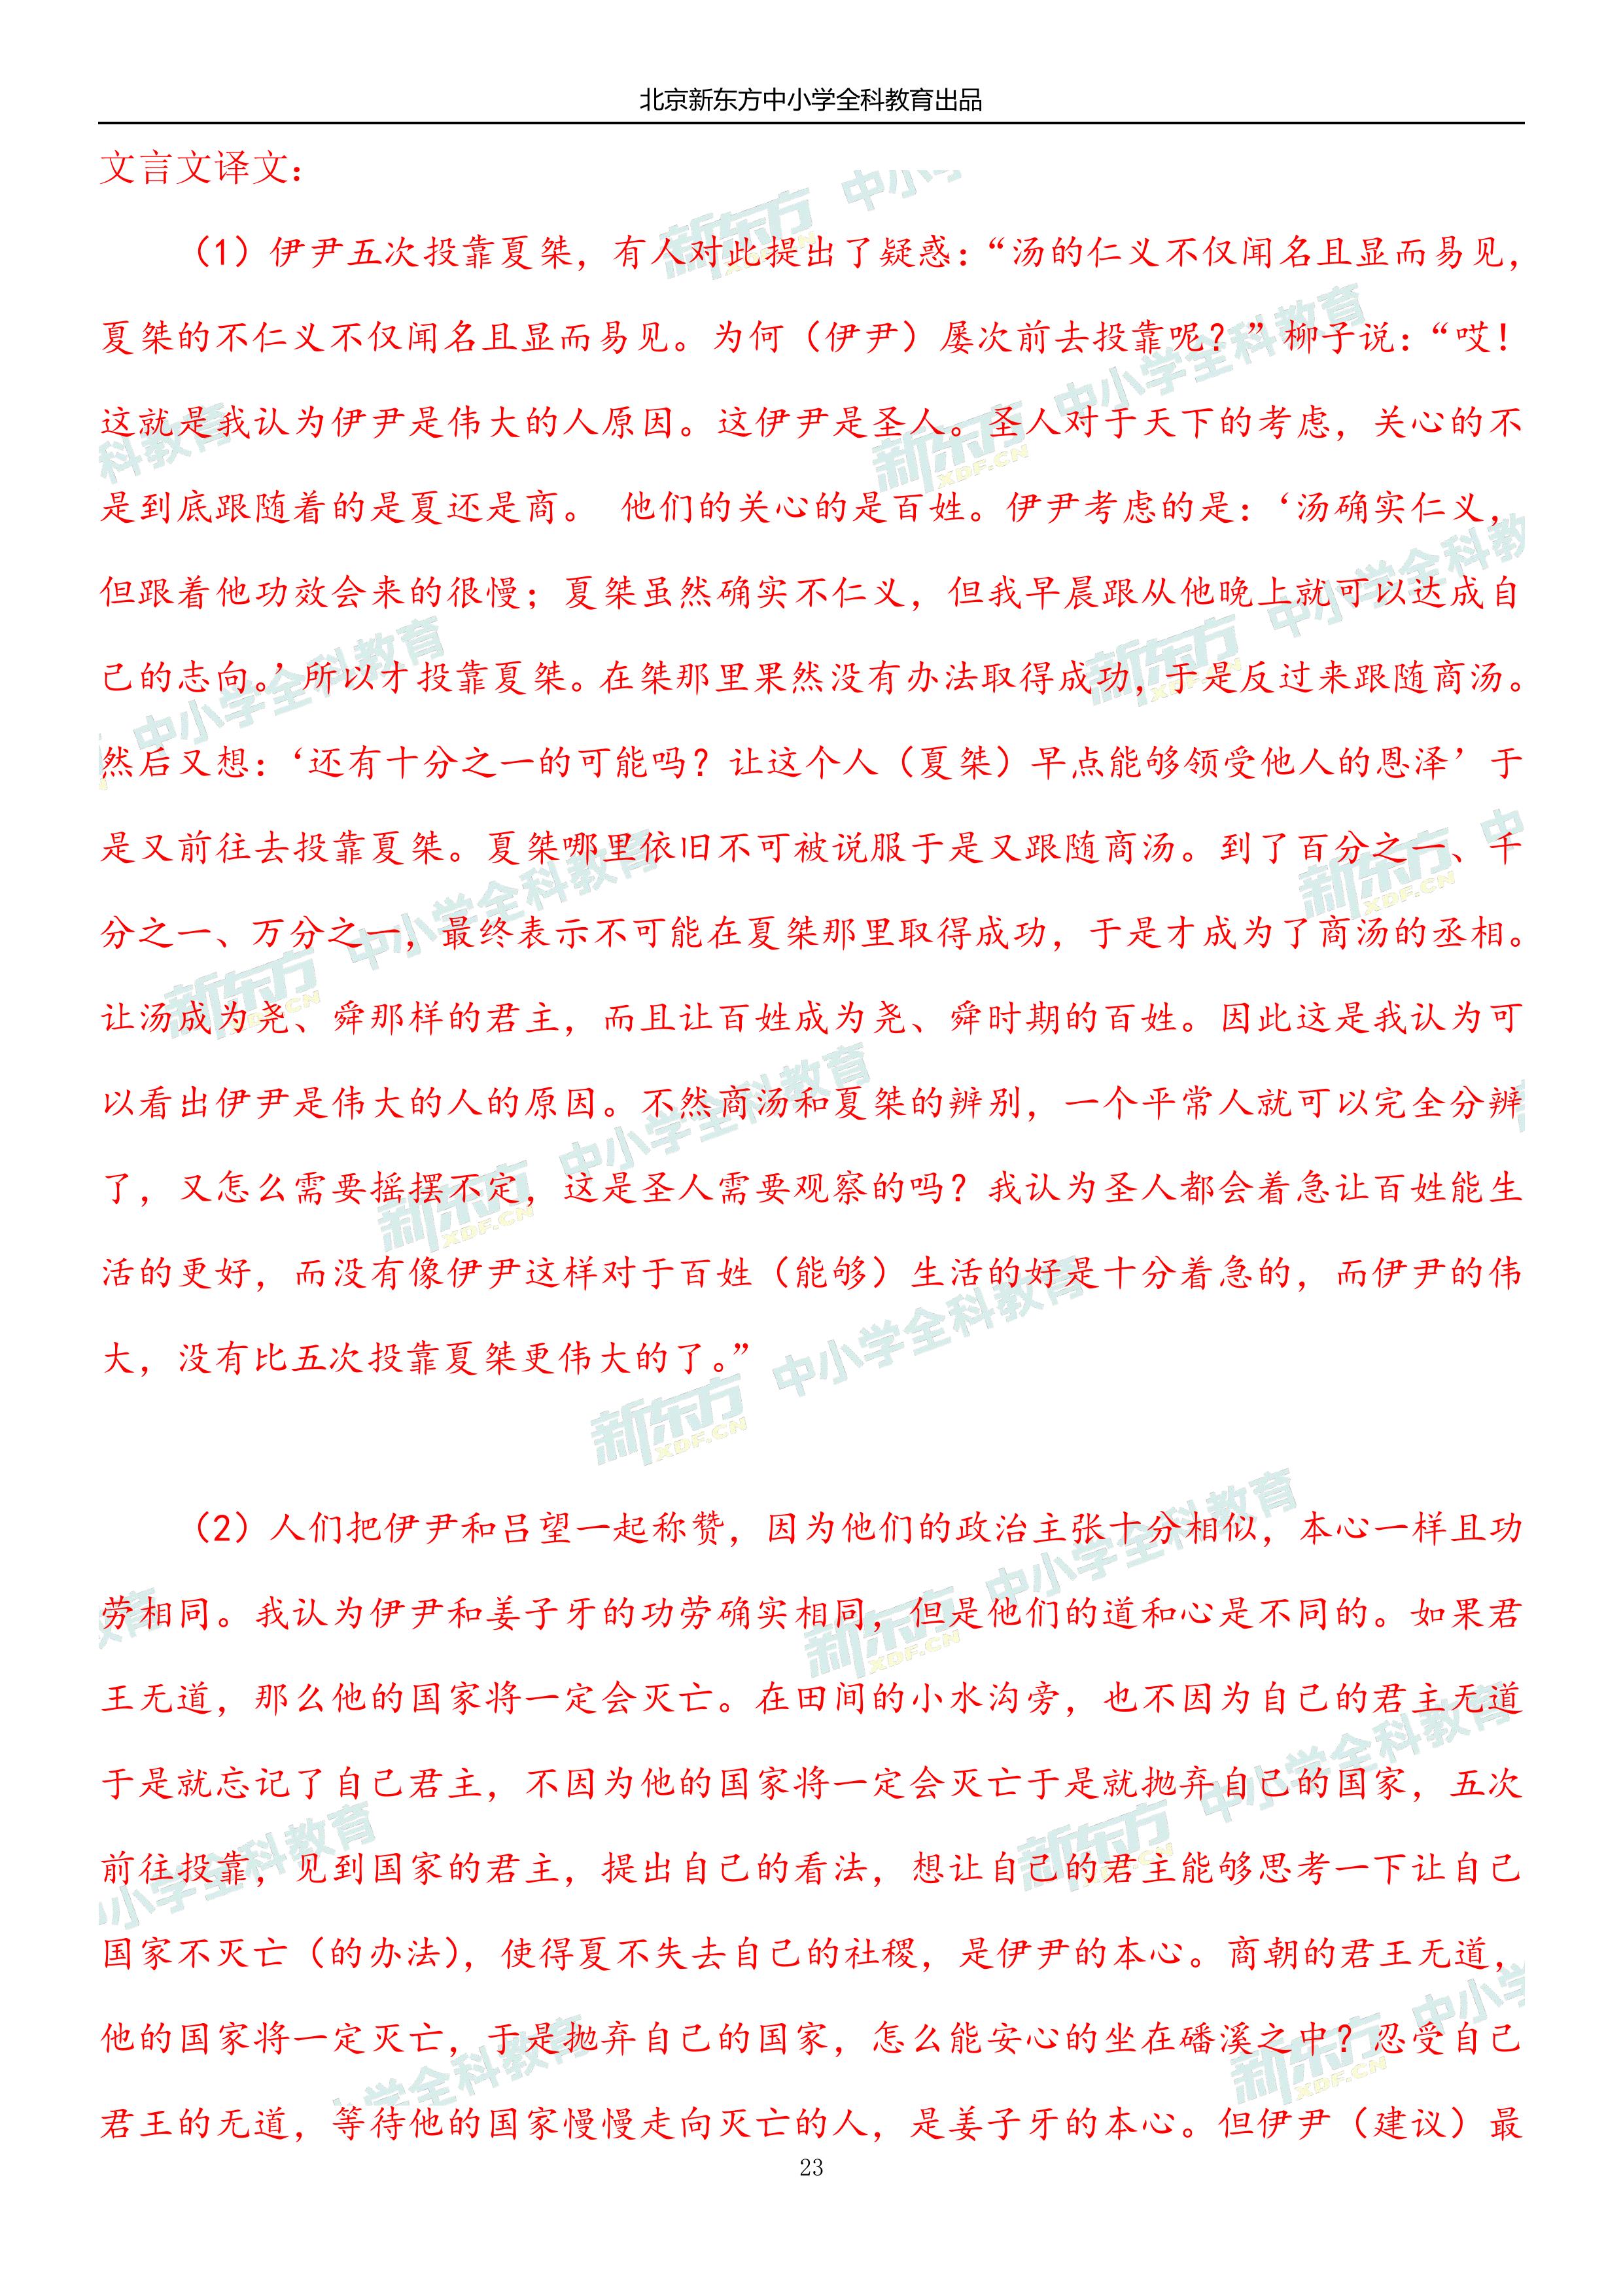 北京新东方中小学全科教育出品
文言文译文：
（1）伊尹五次投靠夏桀，有人对此提出了疑惑：“汤的仁义不仅闻名且显而易见，
夏桀的不仁义不仅闻名且显而易见。为何（伊尹）屡次前去投靠呢？”柳子说：“哎！
这就是我认为伊尹是伟大的人原因。这伊尹是圣人。圣人对于天下的考虑，关心的不
是到底跟随着的是夏还是商。 他们的关心的是百姓。伊尹考虑的是：‘汤确实仁义，
但跟着他功效会来的很慢；夏桀虽然确实不仁义，但我早晨跟从他晚上就可以达成自
己的志向。’所以才投靠夏桀。在桀那里果然没有办法取得成功，于是反过来跟随商汤。
然后又想：‘还有十分之一的可能吗？让这个人（夏桀）早点能够领受他人的恩泽’于
是又前往去投靠夏桀。夏桀哪里依旧不可被说服于是又跟随商汤。到了百分之一、千
分之一、万分之一，最终表示不可能在夏桀那里取得成功，于是才成为了商汤的丞相。
让汤成为尧、舜那样的君主，而且让百姓成为尧、舜时期的百姓。因此这是我认为可
以看出伊尹是伟大的人的原因。不然商汤和夏桀的辨别，一个平常人就可以完全分辨
了，又怎么需要摇摆不定，这是圣人需要观察的吗？我认为圣人都会着急让百姓能生
活的更好，而没有像伊尹这样对于百姓（能够）生活的好是十分着急的，而伊尹的伟
大，没有比五次投靠夏桀更伟大的了。”
（2）人们把伊尹和吕望一起称赞，因为他们的政治主张十分相似，本心一样且功
劳相同。我认为伊尹和姜子牙的功劳确实相同，但是他们的道和心是不同的。如果君
王无道，那么他的国家将一定会灭亡。在田间的小水沟旁，也不因为自己的君主无道
于是就忘记了自己君主，不因为他的国家将一定会灭亡于是就抛弃自己的国家，五次
前往投靠，见到国家的君主，提出自己的看法，想让自己的君主能够思考一下让自己
国家不灭亡（的办法），使得夏不失去自己的社稷，是伊尹的本心。商朝的君王无道，
他的国家将一定灭亡，于是抛弃自己的国家，怎么能安心的坐在磻溪之中？忍受自己
君王的无道，等待他的国家慢慢走向灭亡的人，是姜子牙的本心。但伊尹（建议）最
23